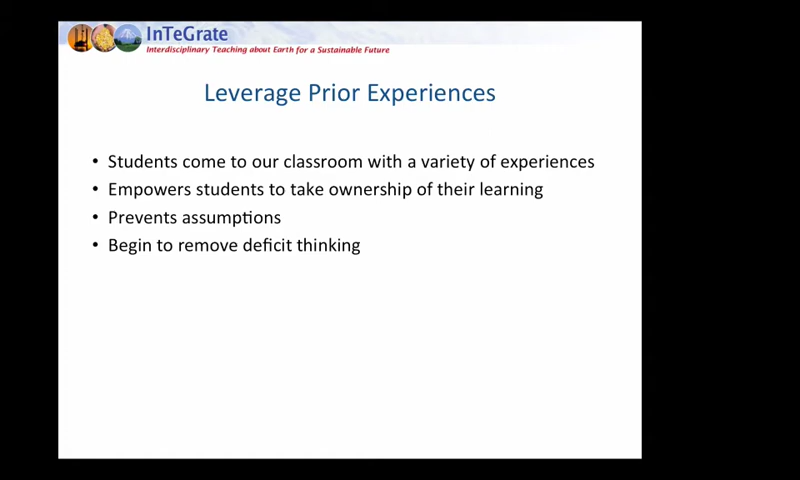 InTeGrate
Interdisciplinary Teaching about Earth for a Sustainable Future
Leverage Prior Experiences
• Students come to our classroom with a variety of experiences
• Empowers students to take ownership of their learning
• Prevents assumptions
• Begin to remove deficit thinking